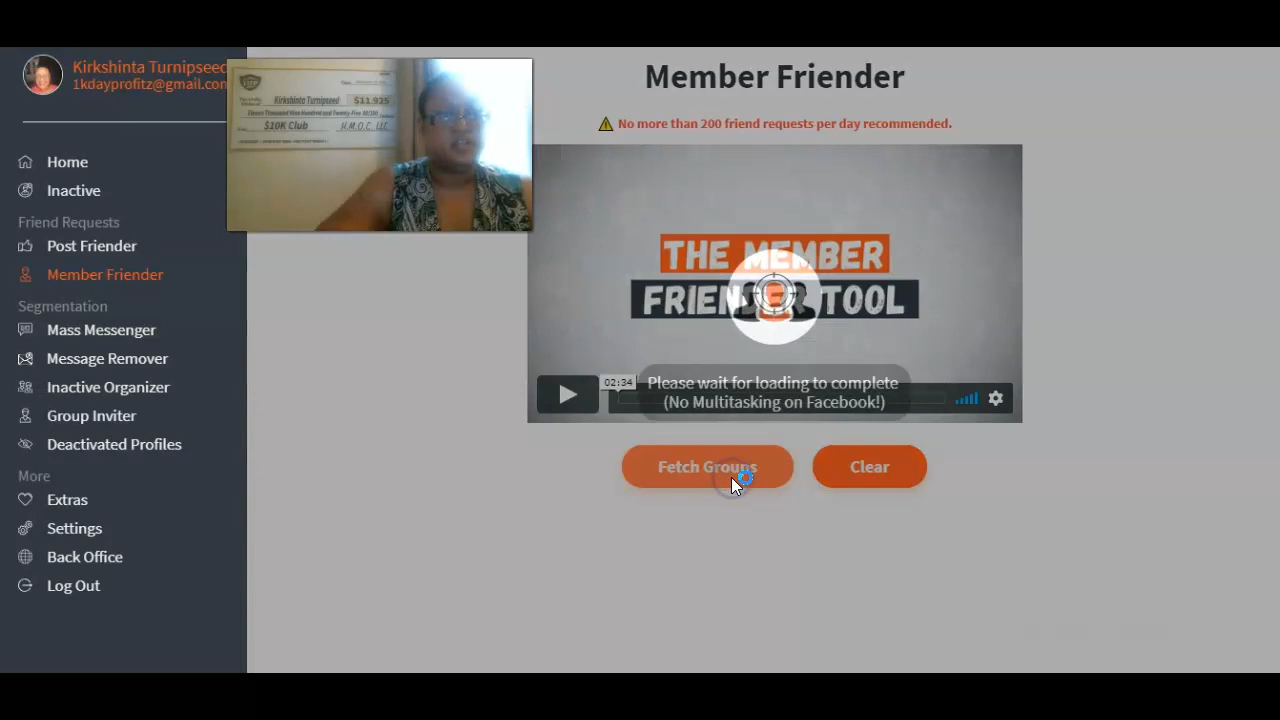 Kirkshinta Turnipseed
1kdayprofitz@gmail.com
Home
Inactive
Friend Requests
Post Friender
Member Friender
Segmentation
Mass Messenger
Message Remover
Inactive Organizer
Group Inviter
Deactivated Profiles
More
Extras
Settings
Back Office
Log Out
Kirkshinta Turnipseed $11,925
$10K Club H.M.O.C. LLC
Member Friender
No more than 200 friend requests per day recommended.
THE MEMBER
FRIENDER TOOL
02:34
Please wait for loading to complete
(No Multitasking on Facebook!)
Fetch Groups
Clear